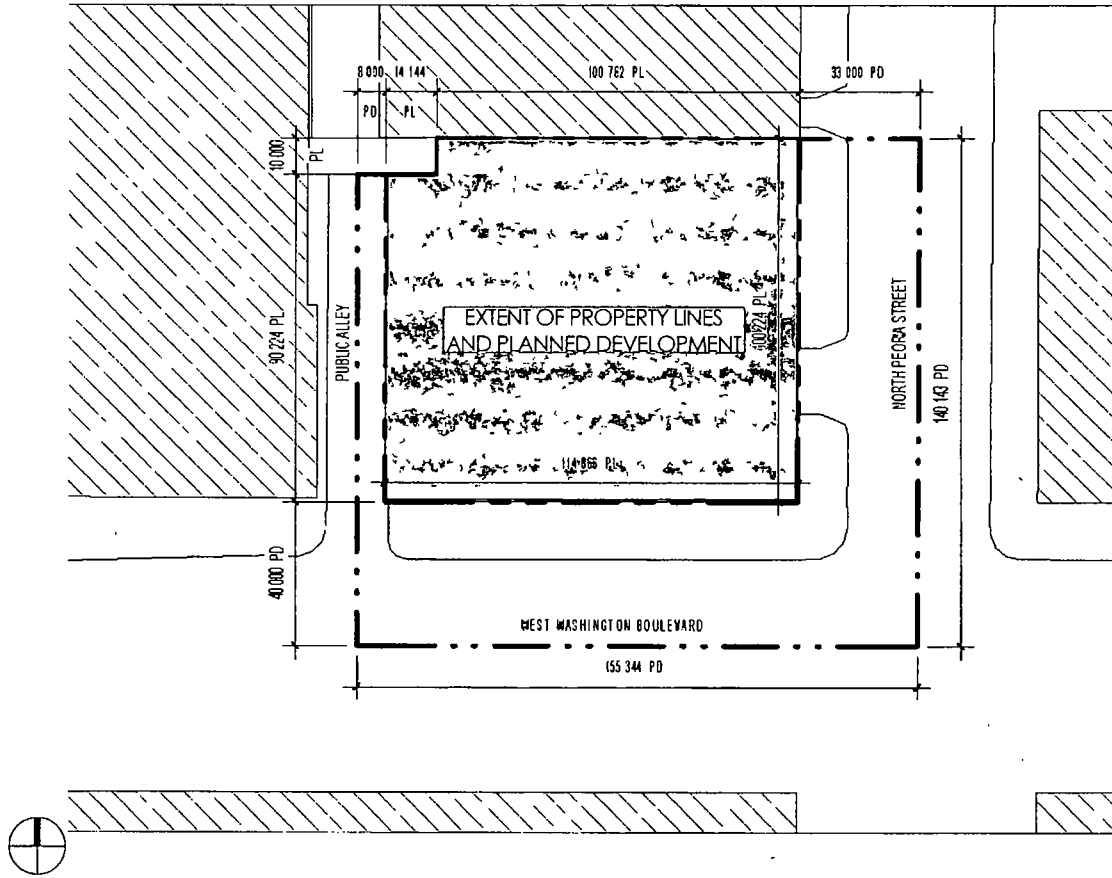 8 000 14 144 100 762 PL 33 000 PD
PD PL
10 000
PL
EXTENT OF PROPERTY LINES
AND PLANNED DEVELOPMENT
90 224 PL
PUBLIC ALLEY
100 224 PL
NORTH PEORIA STREET
140 143 PD
114 866 PL
40 000 PD
WEST WASHINGTON BOULEVARD
155 344 PD